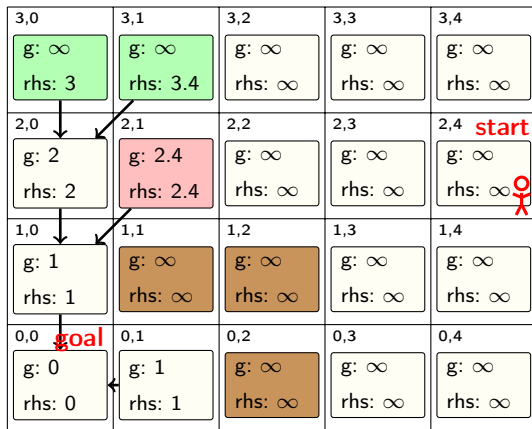 3,0 3,1 3,2 3,3 3,4
g: ∞ g: ∞ g: ∞ g: ∞ g: ∞
rhs: 3 rhs: 3.4 rhs: ∞ rhs: ∞ rhs: ∞
2,0 2,1 2,2 2,3 2,4 start
g: 2 g: 2.4 g: ∞ g: ∞ g: ∞
rhs: 2 rhs: 2.4 rhs: ∞ rhs: ∞ rhs: ∞
1,0 1,1 1,2 1,3 1,4
g: 1 g: ∞ g: ∞ g: ∞ g: ∞
rhs: 1 rhs: ∞ rhs: ∞ rhs: ∞ rhs: ∞
0,0 goal 0,1 0,2 0,3 0,4
g: 0 g: 1 g: ∞ g: ∞ g: ∞
rhs: 0 rhs: 1 rhs: ∞ rhs: ∞ rhs: ∞